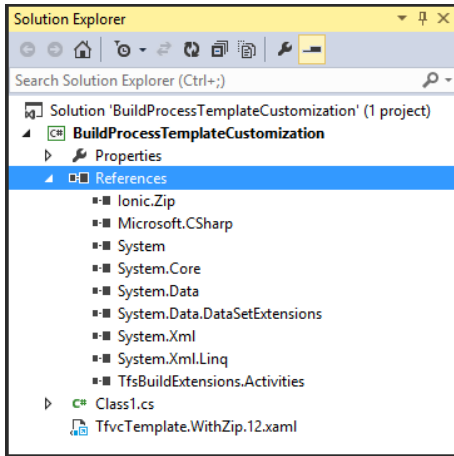 Solution Explorer
Search Solution Explorer (Ctrl+;)
Solution 'BuildProcessTemplateCustomization' (1 project)
C# BuildProcessTemplateCustomization
Properties
References
Ionic.Zip
Microsoft.CSharp
System
System.Core
System.Data
System.Data.DataSetExtensions
System.Xml
System.Xml.Linq
TfsBuildExtensions.Activities
C# Class1.cs
TfvcTemplate.WithZip.12.xaml